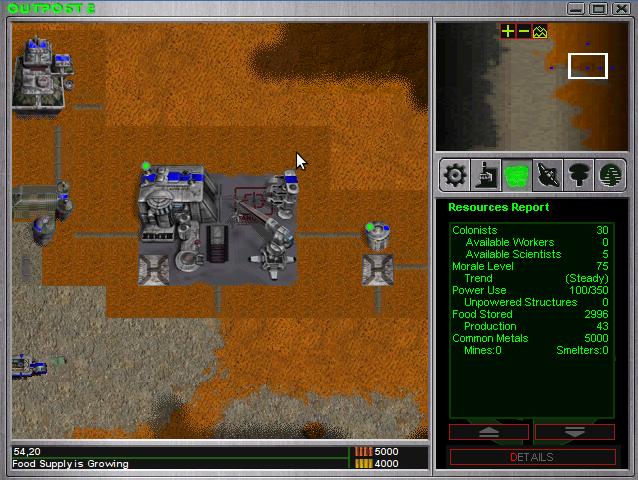 OUTPOST 2
Resources Report
Colonists 30
Available Workers 0
Available Scientists 5
Morale Level 75
Trend (Steady)
Power Use 100/350
Unpowered Structures 0
Food Stored 2996
Production 43
Common Metals 5000
Mines:0 Smelters:0
DETAILS
54,20 5000
Food Supply is Growing 4000